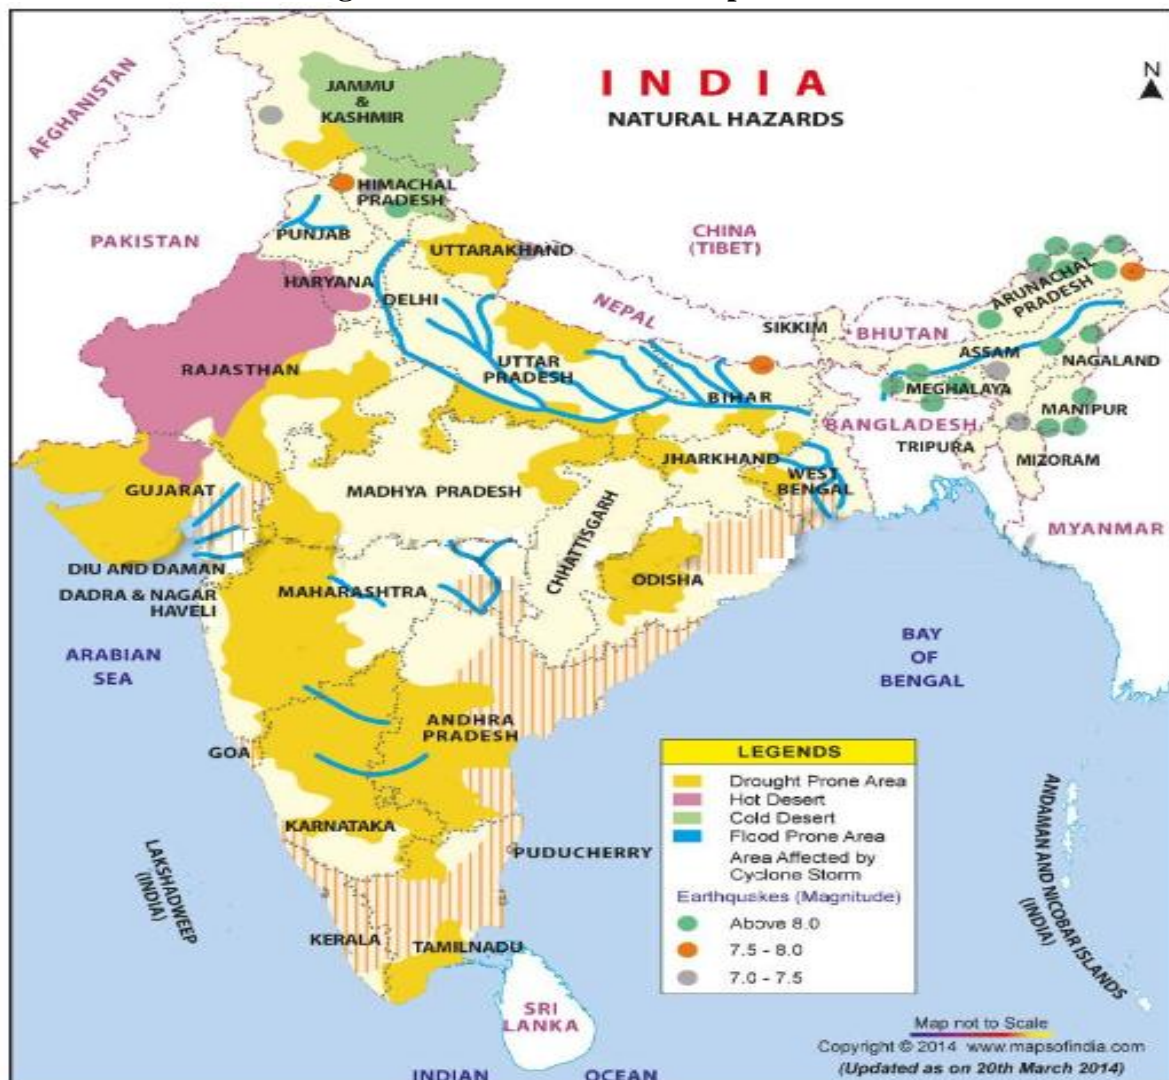 INDIA
NATURAL HAZARDS
N
AFGHANISTAN
JAMMU
&
KASHMIR
HIMACHAL
PRADESH
PAKISTAN
PUNJAB
UTTARAKHAND
CHINA
(TIBET)
HARYANA
DELHI
NEPAL
SIKKIM
BHUTAN
ARUNACHAL
PRADESH
RAJASTHAN
UTTAR
PRADESH
BIHAR
ASSAM
NAGALAND
MEGHALAYA
MANIPUR
BANGLADESH
TRIPURA
MIZORAM
JHARKHAND
WEST
BENGAL
GUJARAT
MADHYA PRADESH
CHHATTISGARH
MYANMAR
DIU AND DAMAN
DADRA & NAGAR
HAVELI
MAHARASHTRA
ODISHA
ARABIAN
SEA
BAY
OF
BENGAL
ANDHRA
PRADESH
GOA
KARNATAKA
PUDUCHERRY
LAKSHADWEEP
(INDIA)
KERALA
TAMILNADU
SRI
LANKA
ANDAMAN AND NICOBAR ISLANDS
(INDIA)
LEGENDS
Drought Prone Area
Hot Desert
Cold Desert
Flood Prone Area
Area Affected by
Cyclone Storm
Earthquakes (Magnitude)
Above 8.0
7.5 - 8.0
7.0 - 7.5
Map not to Scale
Copyright © 2014 www.mapsofindia.com
(Updated as on 20th March 2014)
INDIAN OCEAN